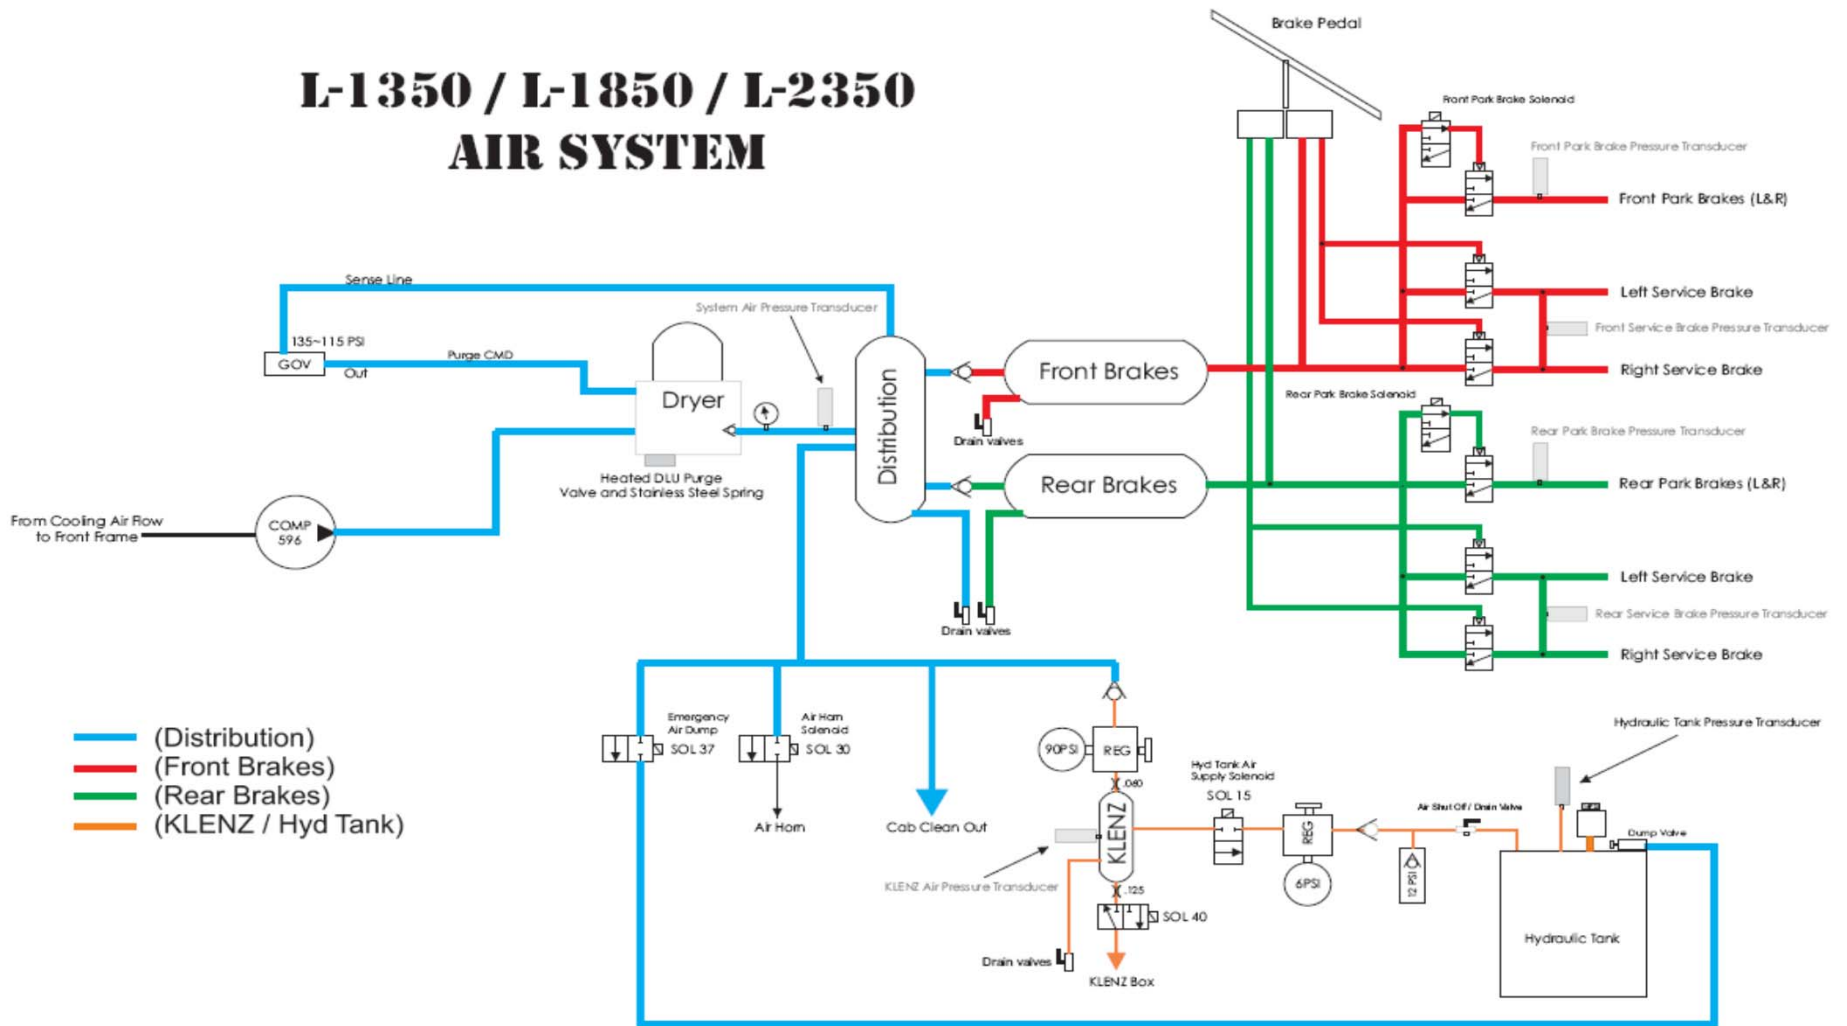 L-1350 / L-1850 / L-2350
AIR SYSTEM
Brake Pedal
Front Park Brake Solenoid
Front Park Brake Pressure Transducer
Front Park Brakes (L&R)
Left Service Brake
Front Service Brake Pressure Transducer
Right Service Brake
Sense Line
System Air Pressure Transducer
135~115 PSI
GOV
Out
Purge CMD
Dryer
Distribution
Front Brakes
Drain valves
Rear Park Brake Solenoid
Rear Park Brake Pressure Transducer
Rear Brakes
Rear Park Brakes (L&R)
Heated DLU Purge
Valve and Stainless Steel Spring
From Cooling Air Flow
to Front Frame
COMP
596
Left Service Brake
Rear Service Brake Pressure Transducer
Right Service Brake
Drain valves
(Distribution)
(Front Brakes)
(Rear Brakes)
(KLENZ / Hyd Tank)
Emergency
Air Dump
SOL 37
Air Horn
Solenoid
SOL 30
Air Horn
Cab Clean Out
90PSI
REG
.060
KLENZ
KLENZ Air Pressure Transducer
.125
SOL 40
Drain valves
KLENZ Box
Hyd Tank Air
Supply Solenoid
SOL 15
REG
6PSI
12 PSI
Air Shut Off / Drain Valve
Hydraulic Tank Pressure Transducer
Dump Valve
Hydraulic Tank